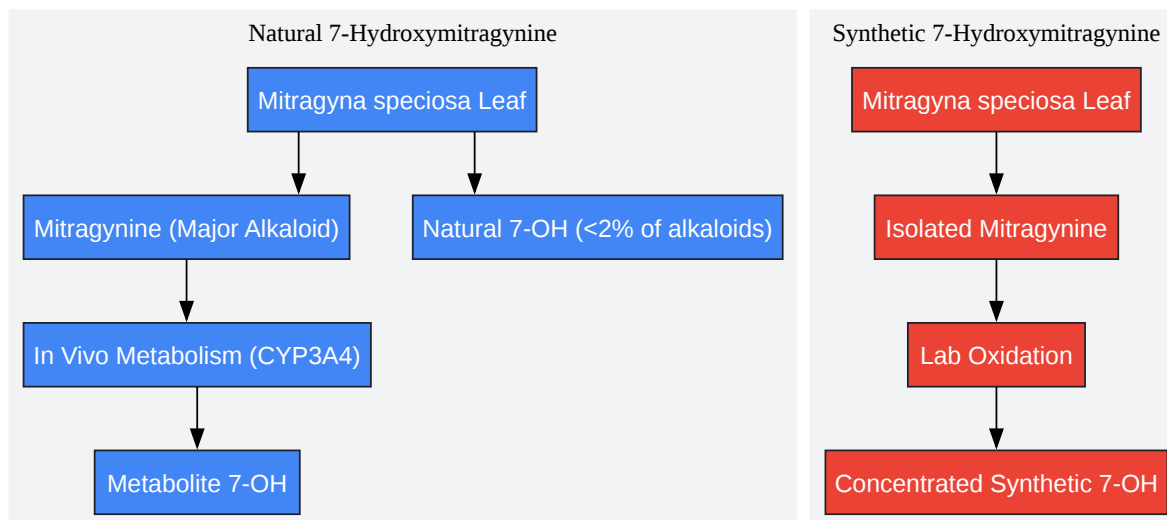 Natural 7-Hydroxymitragynine
Mitragyna speciosa Leaf
Mitragynine (Major Alkaloid)
Natural 7-OH (<2% of alkaloids)
In Vivo Metabolism (CYP3A4)
Metabolite 7-OH
Synthetic 7-Hydroxymitragynine
Mitragyna speciosa Leaf
Isolated Mitragynine
Lab Oxidation
Concentrated Synthetic 7-OH